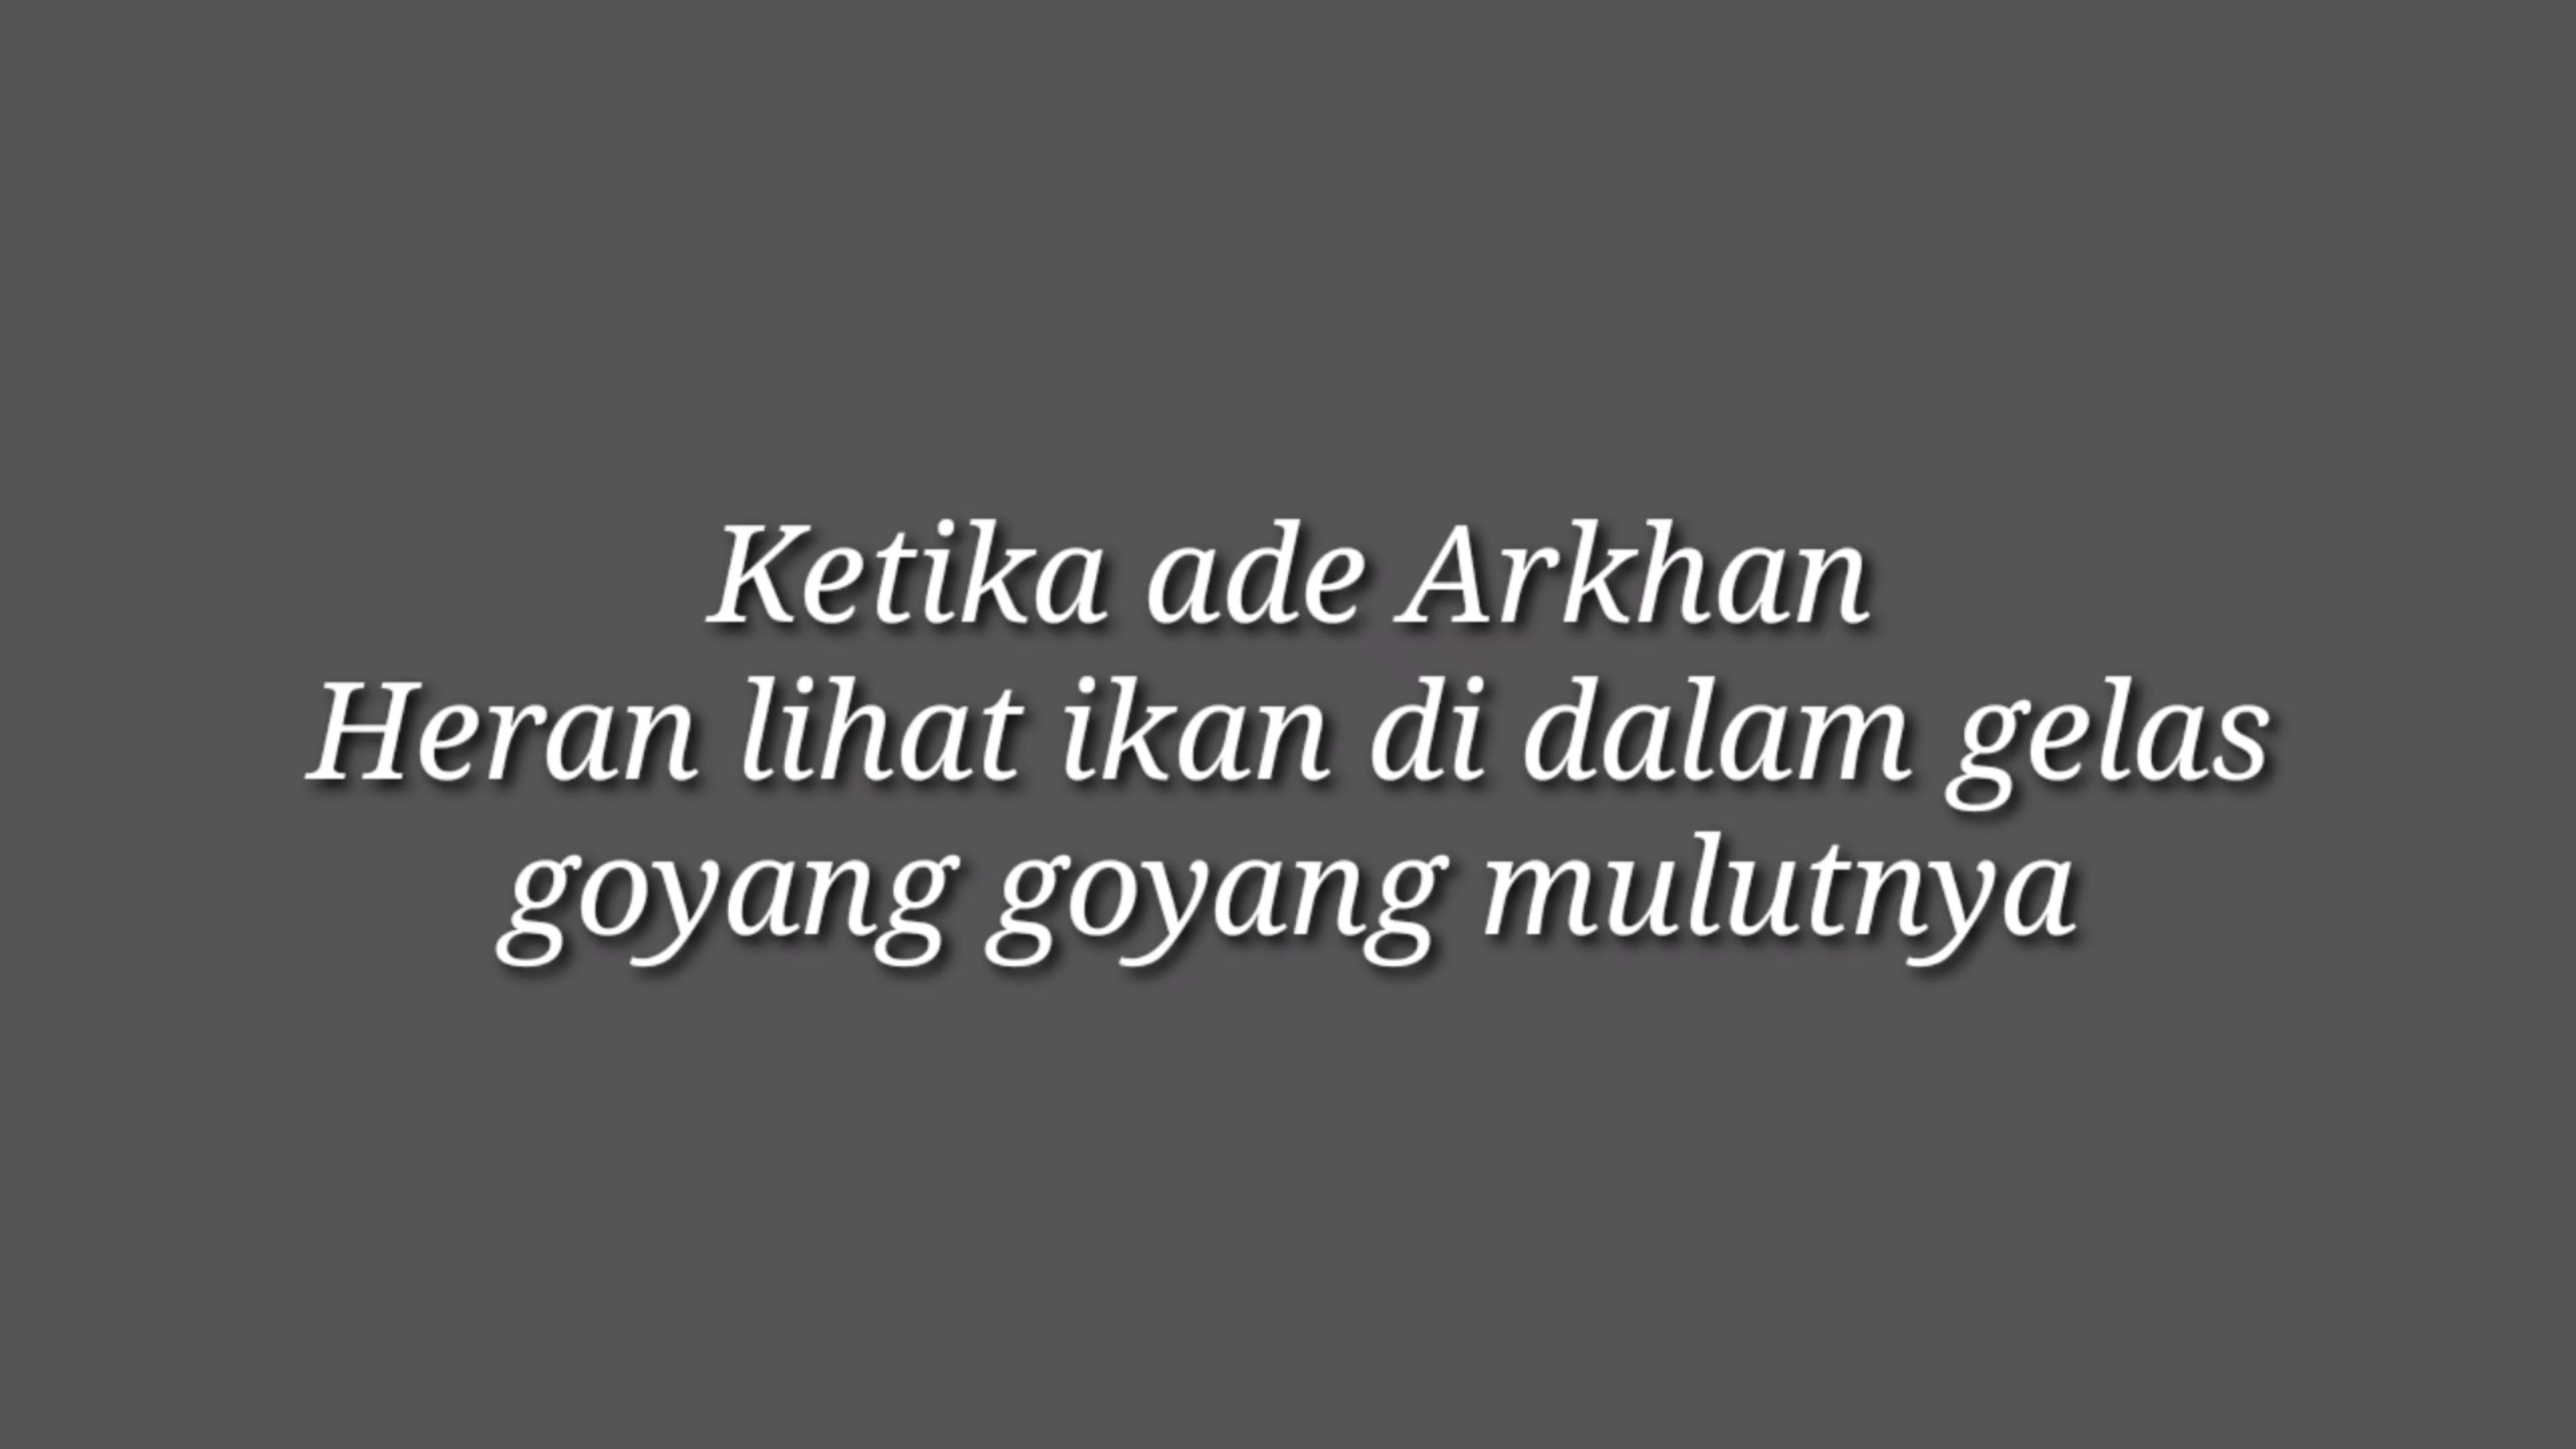 Ketika ade Arkhan
Heran lihat ikan di dalam gelas
goyang goyang mulutnya